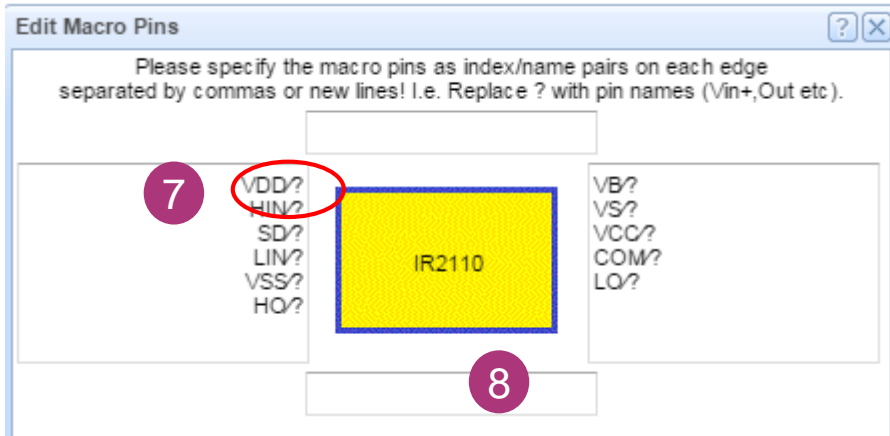 Edit Macro Pins
Please specify the macro pins as index/name pairs on each edge
separated by commas or new lines! I.e. Replace ? with pin names (Vin+,Out etc).
7
VDD/?
HIN/?
SD/?
LIN/?
VSS/?
HO/?
IR2110
VB/?
VS/?
VCC/?
COM/?
LO/?
8